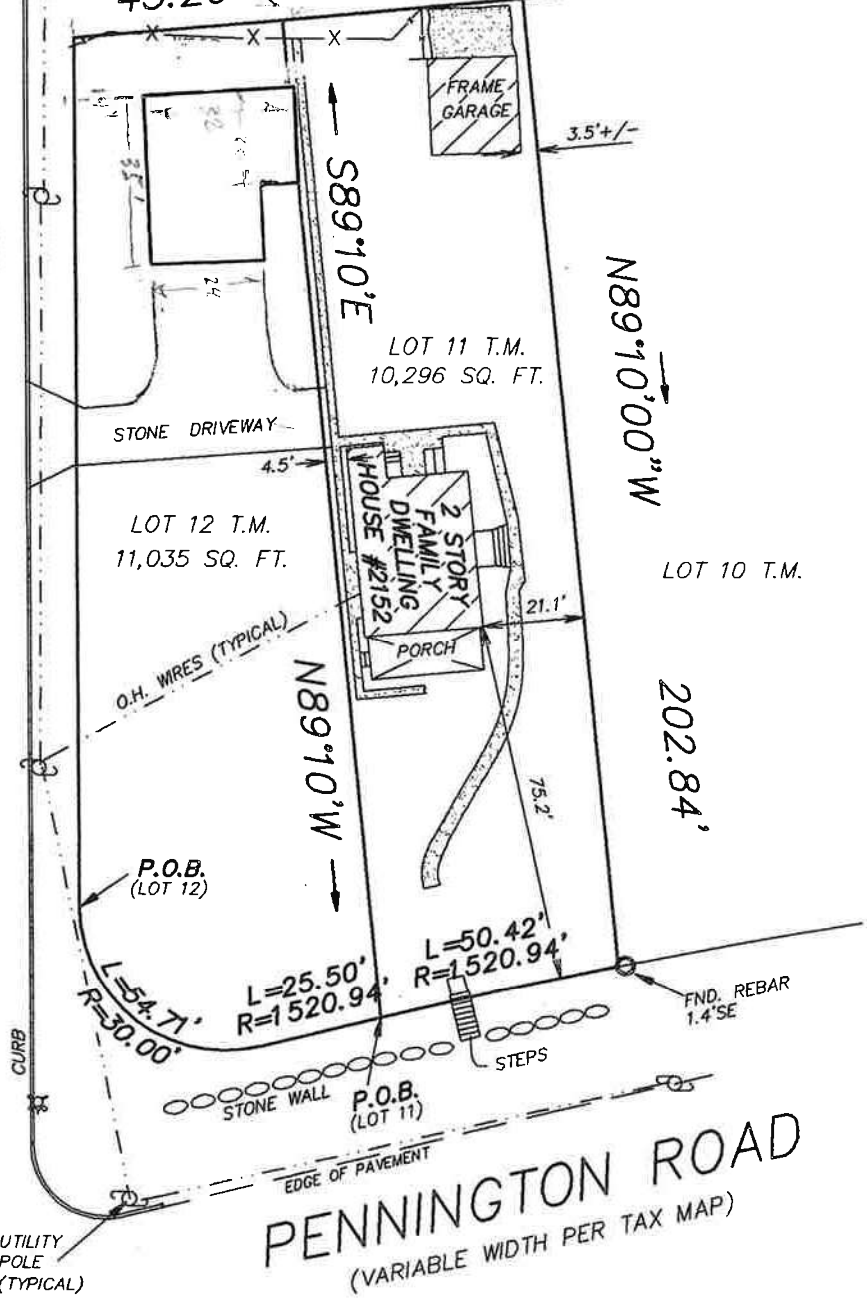 FRAME
GARAGE
3.5'+/-
S89°10'E
N89°10'00"W
LOT 11 T.M.
10,296 SQ. FT.
24
STONE DRIVEWAY
4.5'
2 STORY
FAMILY
DWELLING
HOUSE #2152
LOT 12 T.M.
11,035 SQ. FT.
LOT 10 T.M.
21.1'
PORCH
O.H. WIRES (TYPICAL)
N89°10'W
202.84'
75.2'
P.O.B.
(LOT 12)
L=54.71'
R=30.00'
L=25.50'
R=1520.94'
L=50.42'
R=1520.94'
FND. REBAR
1.4'SE
CURB
STEPS
STONE WALL
P.O.B.
(LOT 11)
EDGE OF PAVEMENT
PENNINGTON ROAD
(VARIABLE WIDTH PER TAX MAP)
UTILITY
POLE
(TYPICAL)